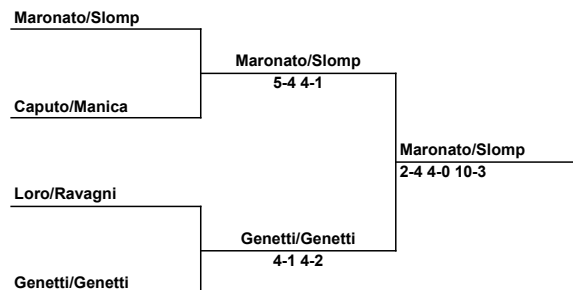 Maronato/Slomp
Maronato/Slomp
5-4 4-1
Caputo/Manica
Maronato/Slomp
2-4 4-0 10-3
Loro/Ravagni
Genetti/Genetti
4-1 4-2
Genetti/Genetti